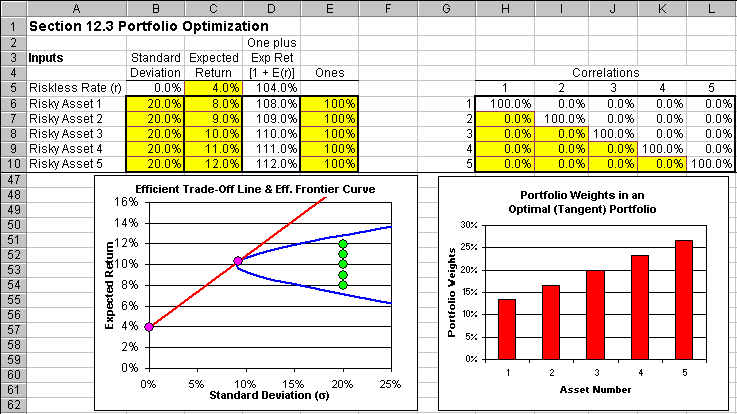 A B C D E F G H I J K L
1 Section 12.3 Portfolio Optimization
2 One plus
3 Inputs Standard Expected Exp Ret
4 Deviation Return [1 + E(r)] Ones Correlations
5 Riskless Rate (r) 0.0% 4.0% 104.0% 1 2 3 4 5
6 Risky Asset 1 20.0% 8.0% 108.0% 100% 1 100.0% 0.0% 0.0% 0.0% 0.0%
7 Risky Asset 2 20.0% 9.0% 109.0% 100% 2 0.0% 100.0% 0.0% 0.0% 0.0%
8 Risky Asset 3 20.0% 10.0% 110.0% 100% 3 0.0% 0.0% 100.0% 0.0% 0.0%
9 Risky Asset 4 20.0% 11.0% 111.0% 100% 4 0.0% 0.0% 0.0% 100.0% 0.0%
10 Risky Asset 5 20.0% 12.0% 112.0% 100% 5 0.0% 0.0% 0.0% 0.0% 100.0%
47
48
49
50
51
52
53
54
55
56
57
58
59
60
61
62
Efficient Trade-Off Line & Eff. Frontier Curve
Expected Return
16%
14%
12%
10%
8%
6%
4%
2%
0%
0% 5% 10% 15% 20% 25%
Standard Deviation (σ)
Portfolio Weights in an
Optimal (Tangent) Portfolio
Portfolio Weights
30%
25%
20%
15%
10%
5%
0%
1 2 3 4 5
Asset Number